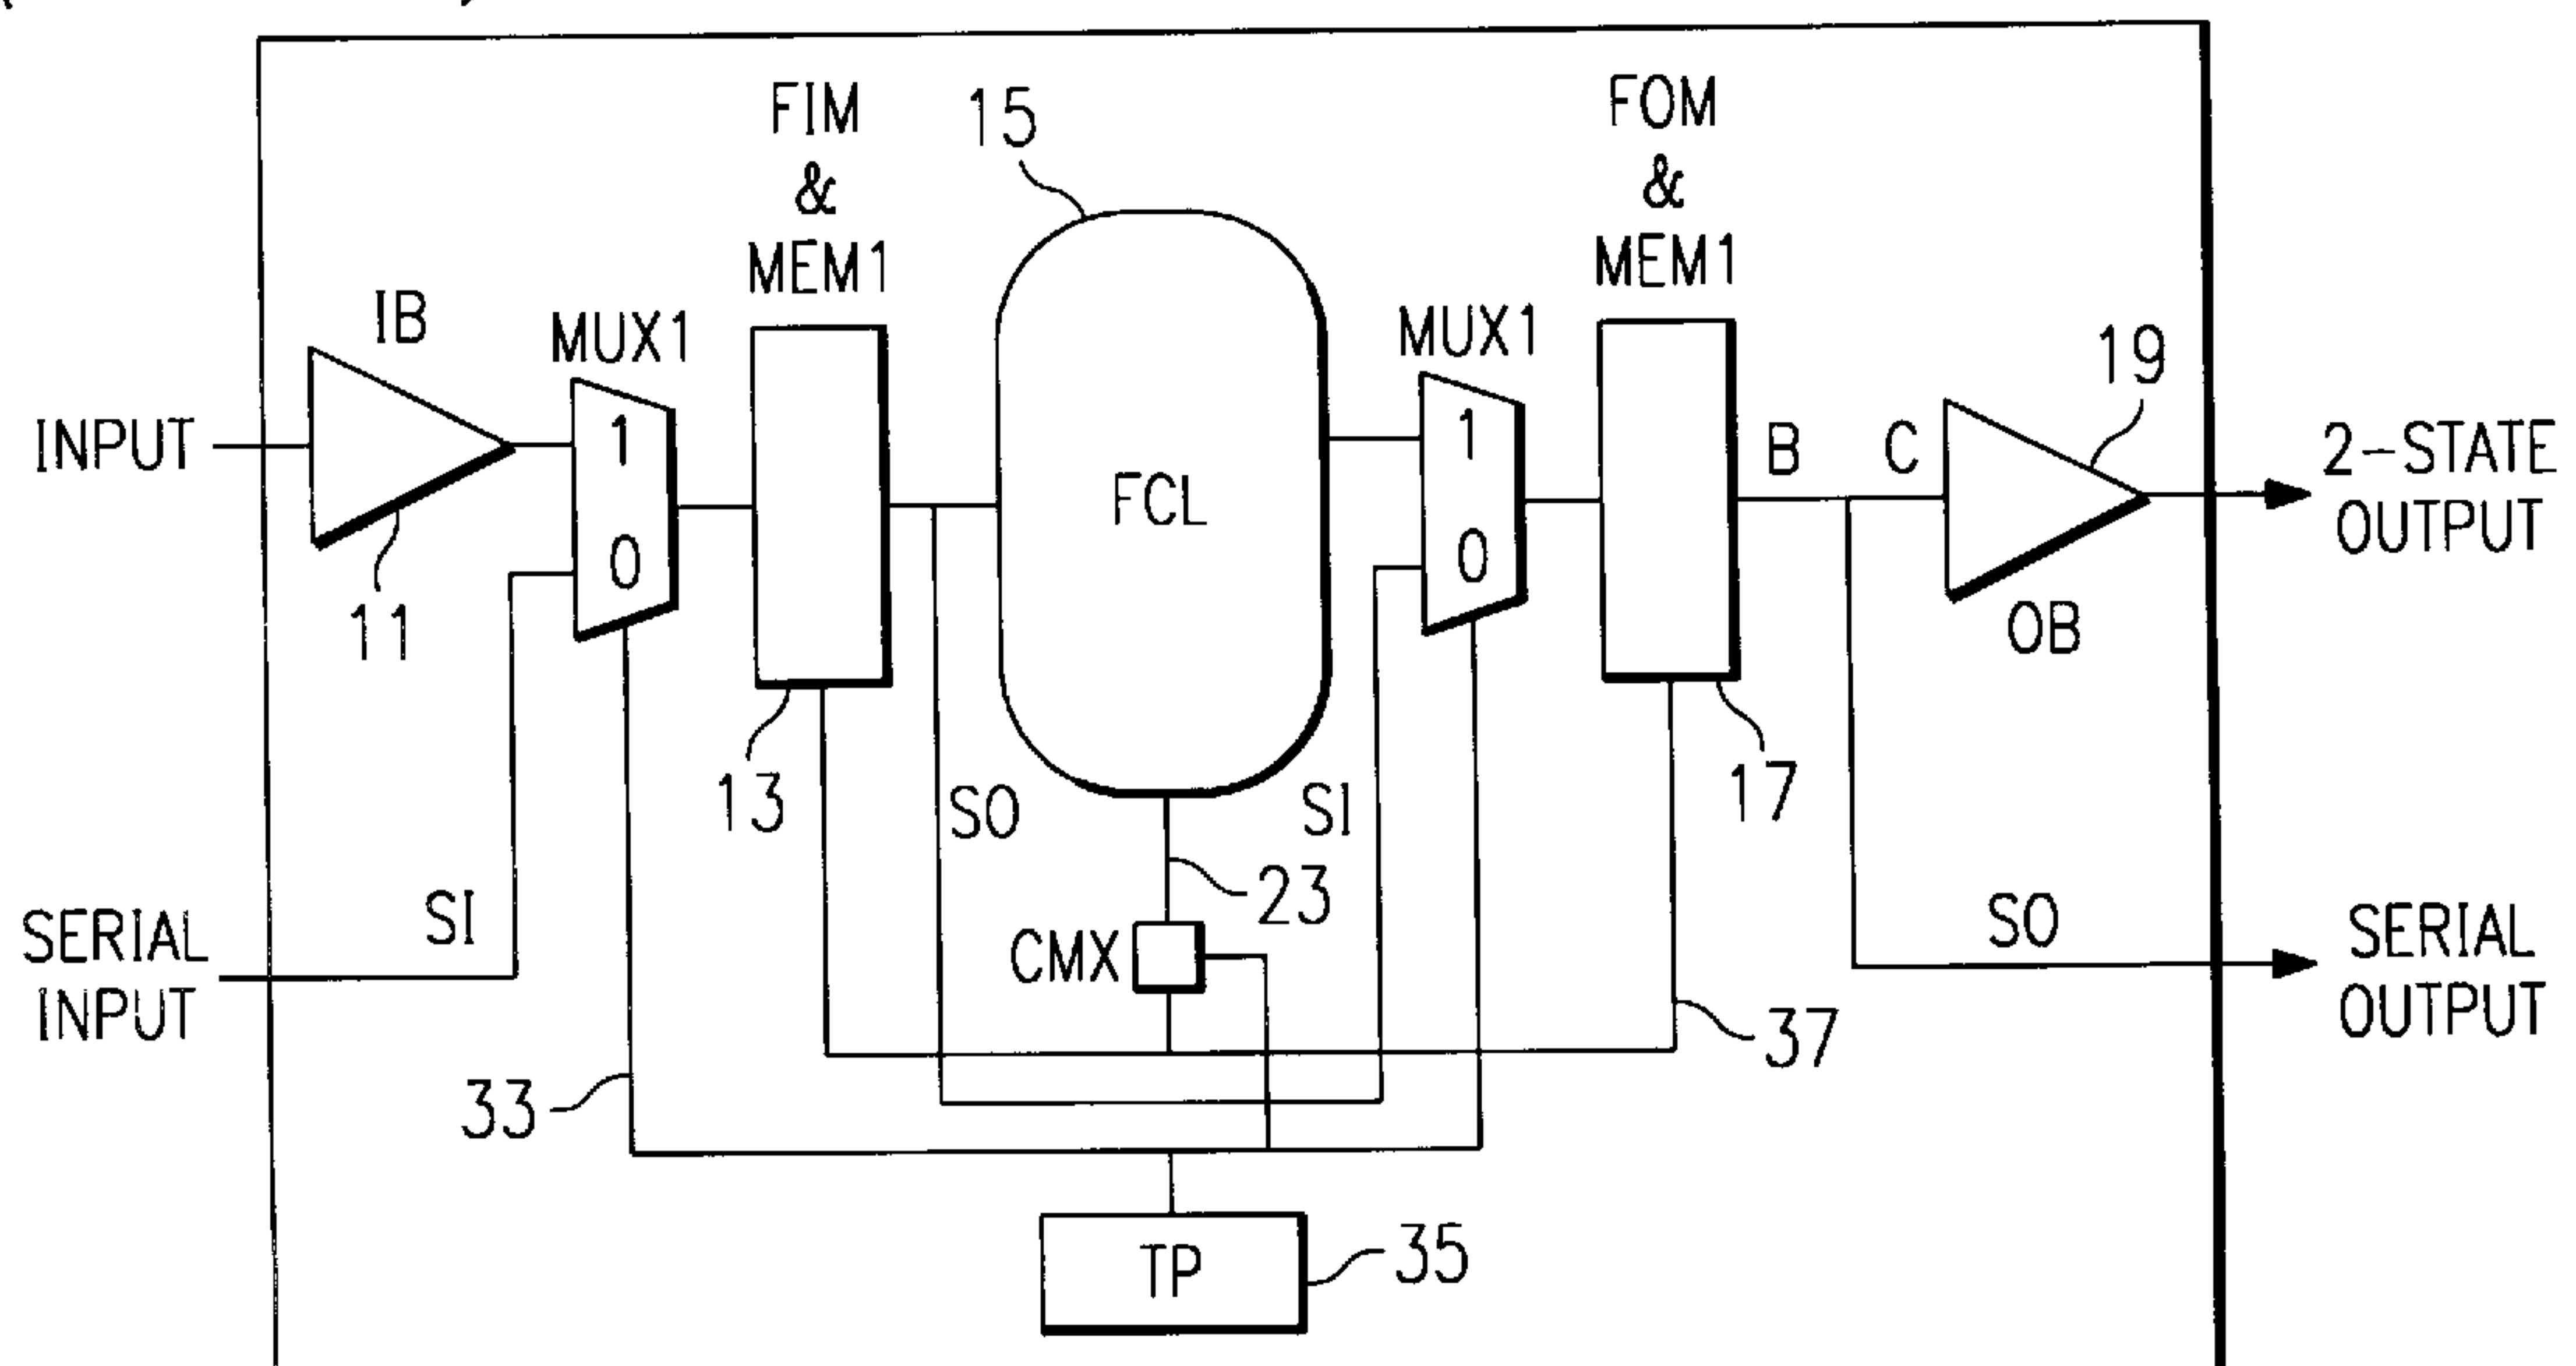 FIM
&
MEM1
15
FOM
&
MEM1
IB
MUX1
MUX1
19
INPUT
1
0
FCL
1
0
B
C
2-STATE
OUTPUT
11
OB
13
SO
SI
17
23
SERIAL
INPUT
SI
CMX
SO
SERIAL
OUTPUT
33
37
TP
35